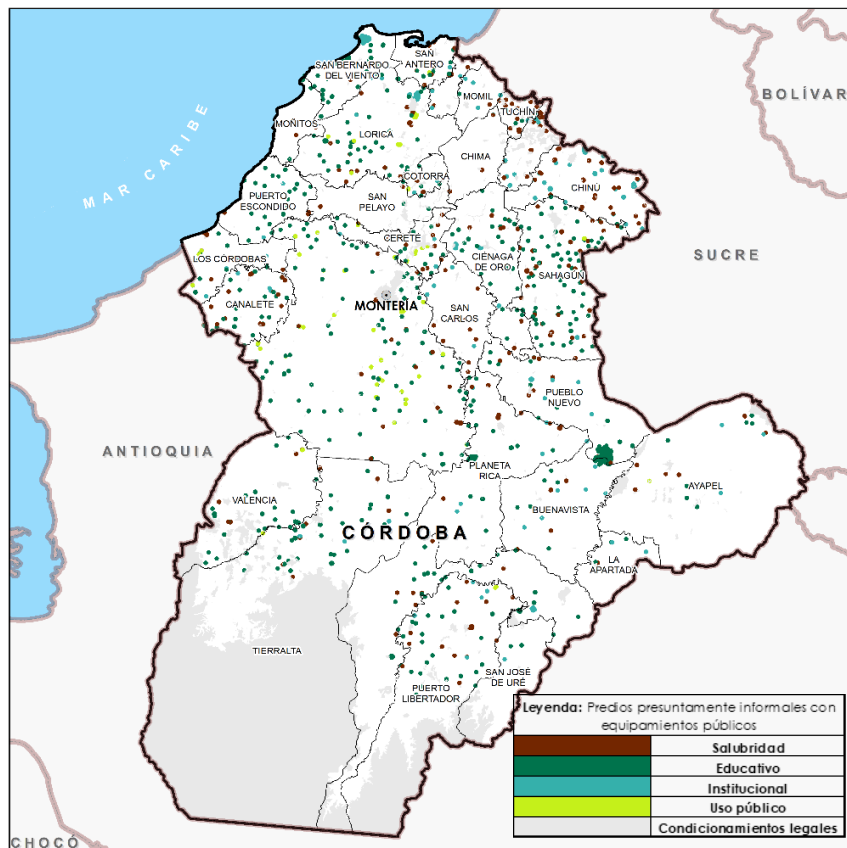 SAN
ANTERO
SAN BERNARDO
DEL VIENTO
BOLÍVAR
MOMIL
TUCHÍN
MOÑITOS
LORICA
CHIMA
MAR CARIBE
COTORRA
CHINÚ
PUERTO
ESCONDIDO
SAN
PELAYO
CERETÉ
SUCRE
LOS CÓRDOBAS
CIÉNAGA
DE ORO
SAHAGÚN
CANALETE
MONTERÍA
SAN
CARLOS
PUEBLO
NUEVO
ANTIOQUIA
PLANETA
RICA
AYAPEL
VALENCIA
BUENAVISTA
CÓRDOBA
LA
APARTADA
TIERRALTA
SAN JOSÉ
DE URÉ
PUERTO
LIBERTADOR
Leyenda: Predios presuntamente informales con
equipamientos públicos
Salubridad
Educativo
Institucional
Uso público
Condicionamientos legales
CHOCÓ